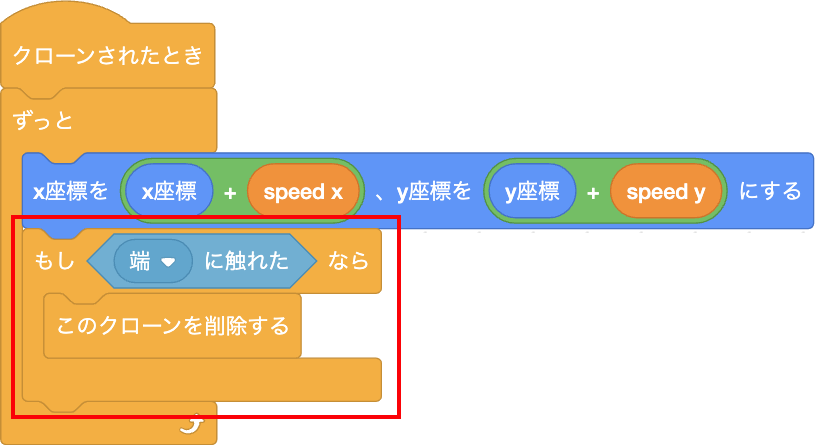 クローンされたとき
ずっと
x座標を x座標 + speed x 、y座標を y座標 + speed y にする
もし 端 に触れた なら
このクローンを削除する